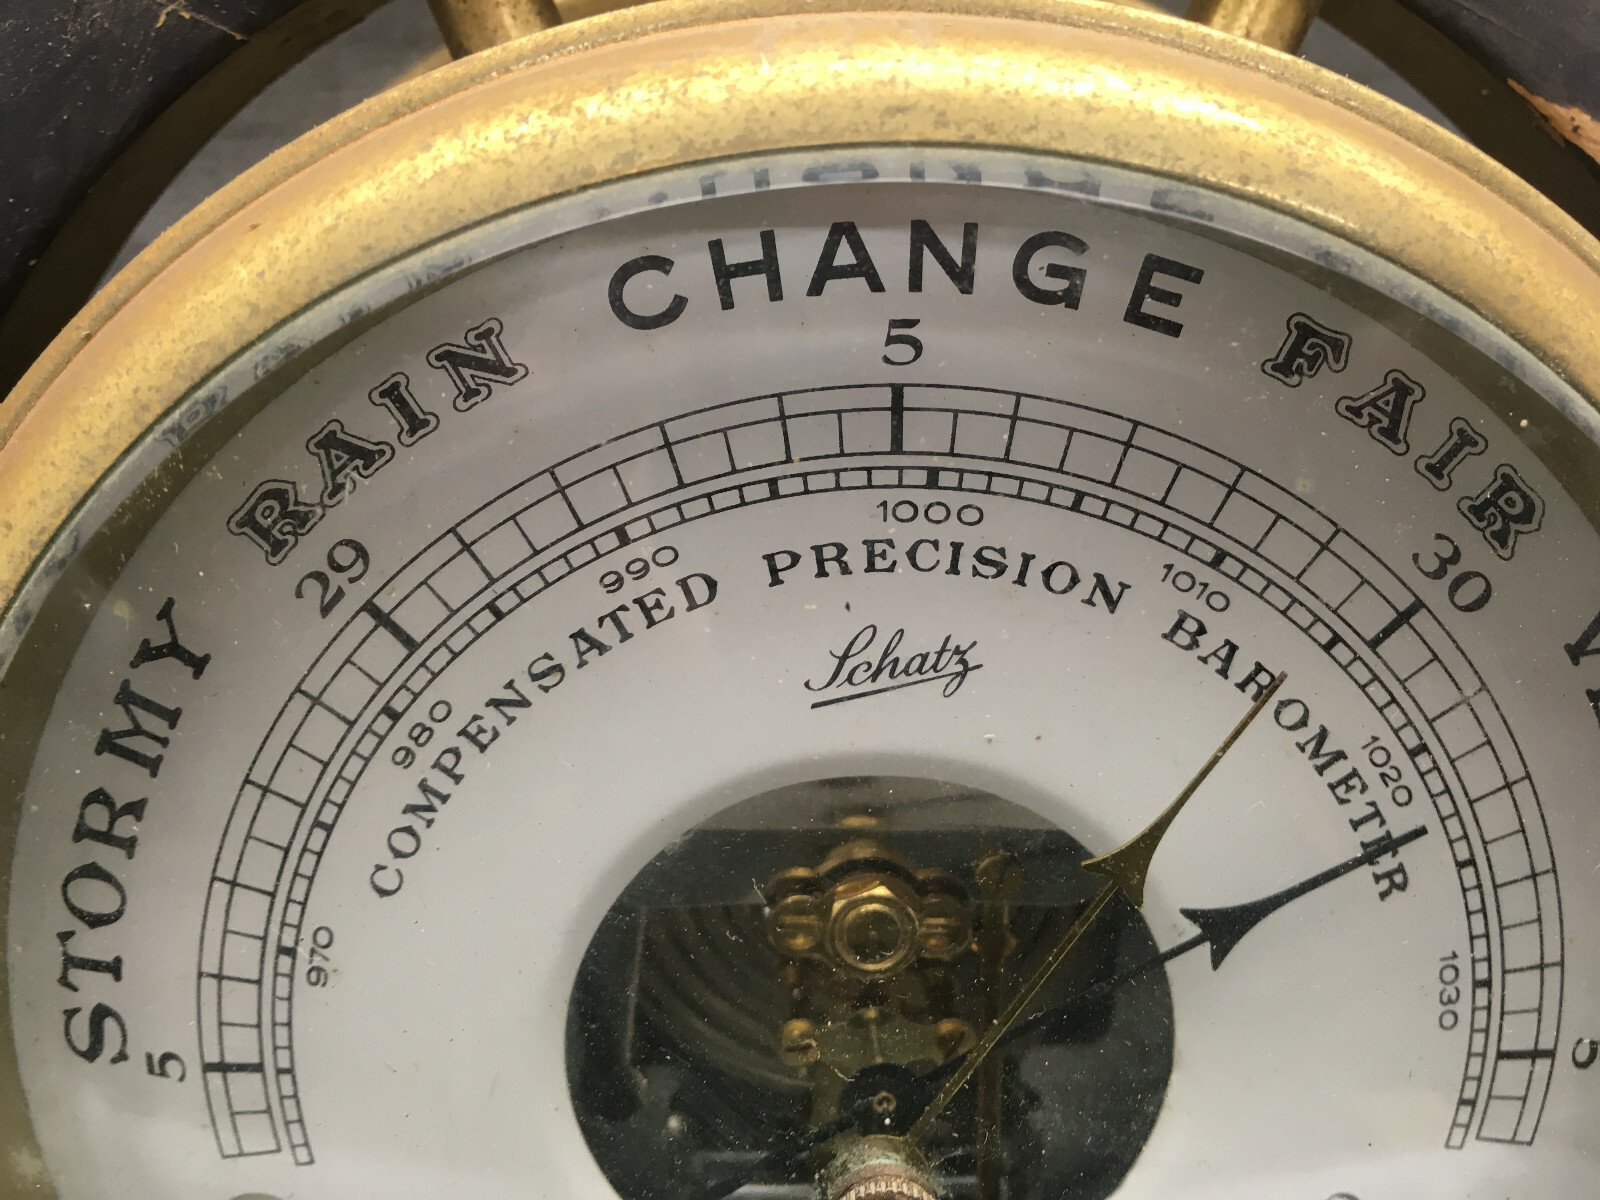 STORMY RAIN CHANGE FAIR
5 29 5 30 5
970 980 990 1000 1010 1020 1030
COMPENSATED PRECISION BAROMETER
Schatz